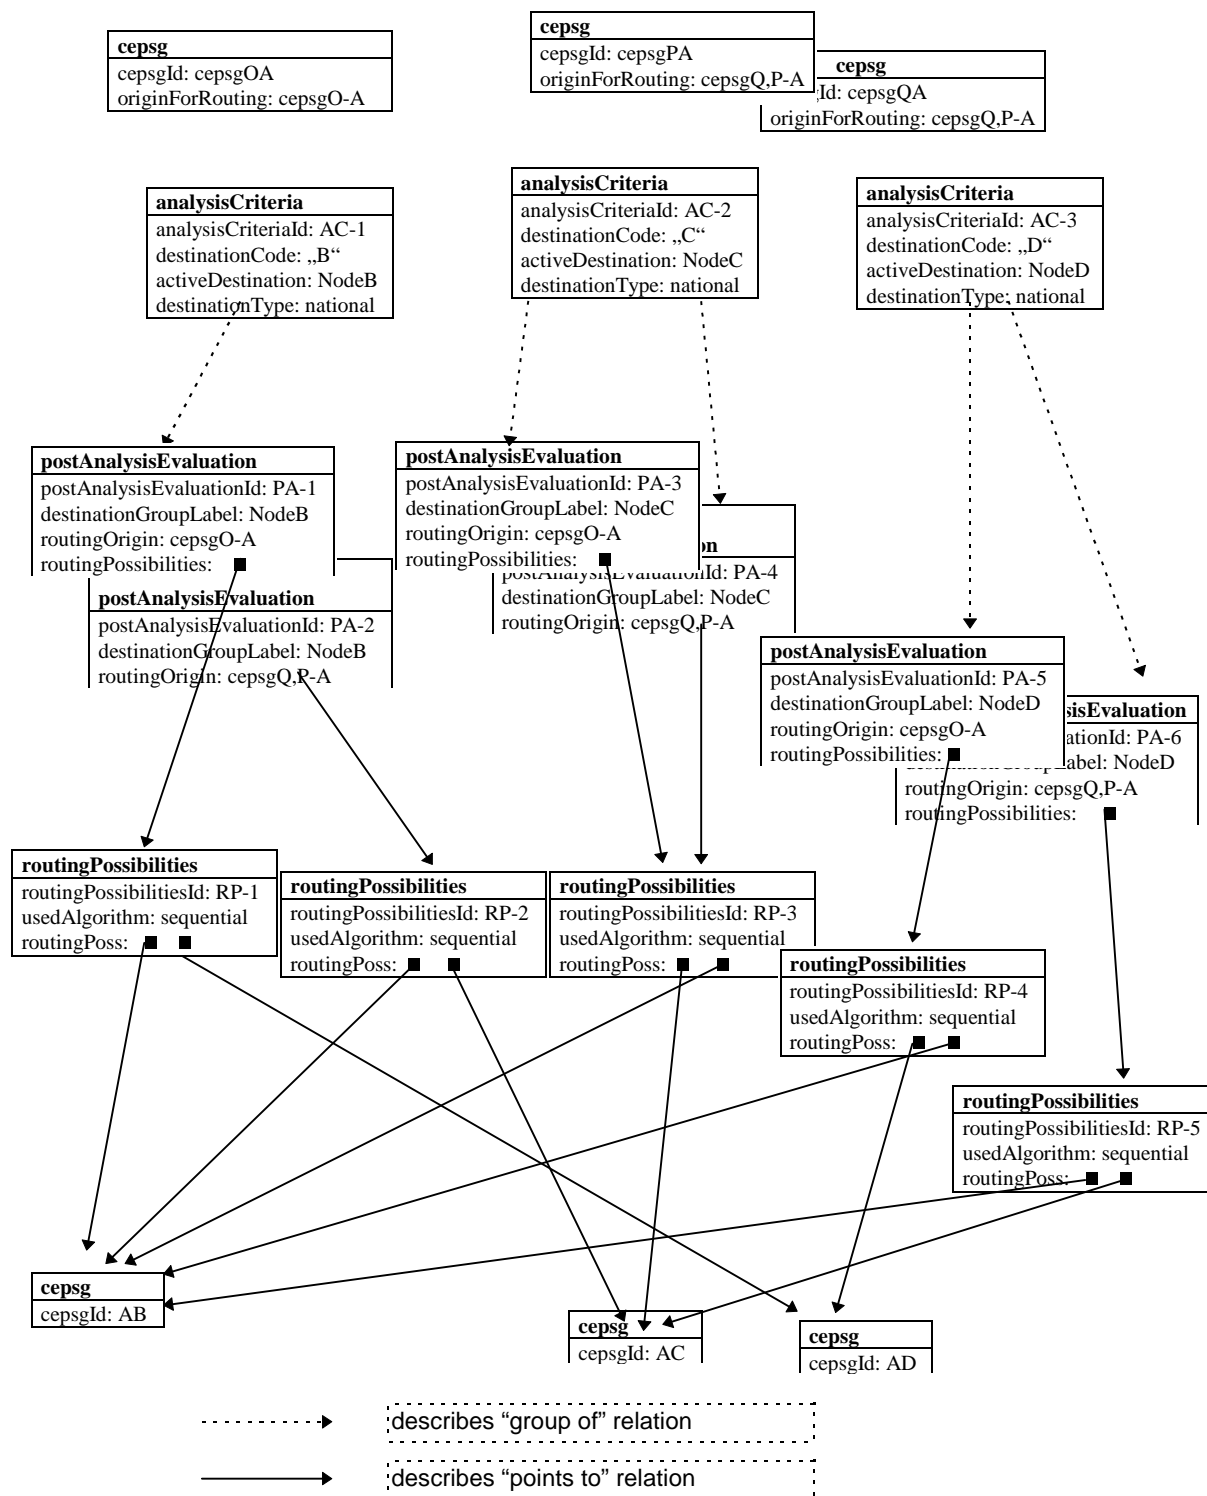 cepsg
cepsgId: cepsgOA
originForRouting: cepsgO-A
cepsg
cepsgId: cepsgPA
originForRouting: cepsgQ,P-A
cepsg
Id: cepsgQA
originForRouting: cepsgQ,P-A
analysisCriteria
analysisCriteriaId: AC-1
destinationCode: „B“
activeDestination: NodeB
destinationType: national
analysisCriteria
analysisCriteriaId: AC-2
destinationCode: „C“
activeDestination: NodeC
destinationType: national
analysisCriteria
analysisCriteriaId: AC-3
destinationCode: „D“
activeDestination: NodeD
destinationType: national
postAnalysisEvaluation
postAnalysisEvaluationId: PA-1
destinationGroupLabel: NodeB
routingOrigin: cepsgO-A
routingPossibilities:
postAnalysisEvaluation
postAnalysisEvaluationId: PA-2
destinationGroupLabel: NodeB
routingOrigin: cepsgQ,P-A
postAnalysisEvaluation
postAnalysisEvaluationId: PA-3
destinationGroupLabel: NodeC
routingOrigin: cepsgO-A
routingPossibilities:
on
postAnalysisEvaluationId: PA-4
destinationGroupLabel: NodeC
routingOrigin: cepsgQ,P-A
postAnalysisEvaluation
postAnalysisEvaluationId: PA-5
destinationGroupLabel: NodeD
routingOrigin: cepsgO-A
routingPossibilities:
sisEvaluation
ationId: PA-6
destinationGroupLabel: NodeD
routingOrigin: cepsgQ,P-A
routingPossibilities:
routingPossibilities
routingPossibilitiesId: RP-1
usedAlgorithm: sequential
routingPoss:
routingPossibilities
routingPossibilitiesId: RP-2
usedAlgorithm: sequential
routingPoss:
routingPossibilities
routingPossibilitiesId: RP-3
usedAlgorithm: sequential
routingPoss:
routingPossibilities
routingPossibilitiesId: RP-4
usedAlgorithm: sequential
routingPoss:
routingPossibilities
routingPossibilitiesId: RP-5
usedAlgorithm: sequential
routingPoss:
cepsg
cepsgId: AB
cepsg
cepsgId: AC
cepsg
cepsgId: AD
describes “group of” relation
describes “points to” relation